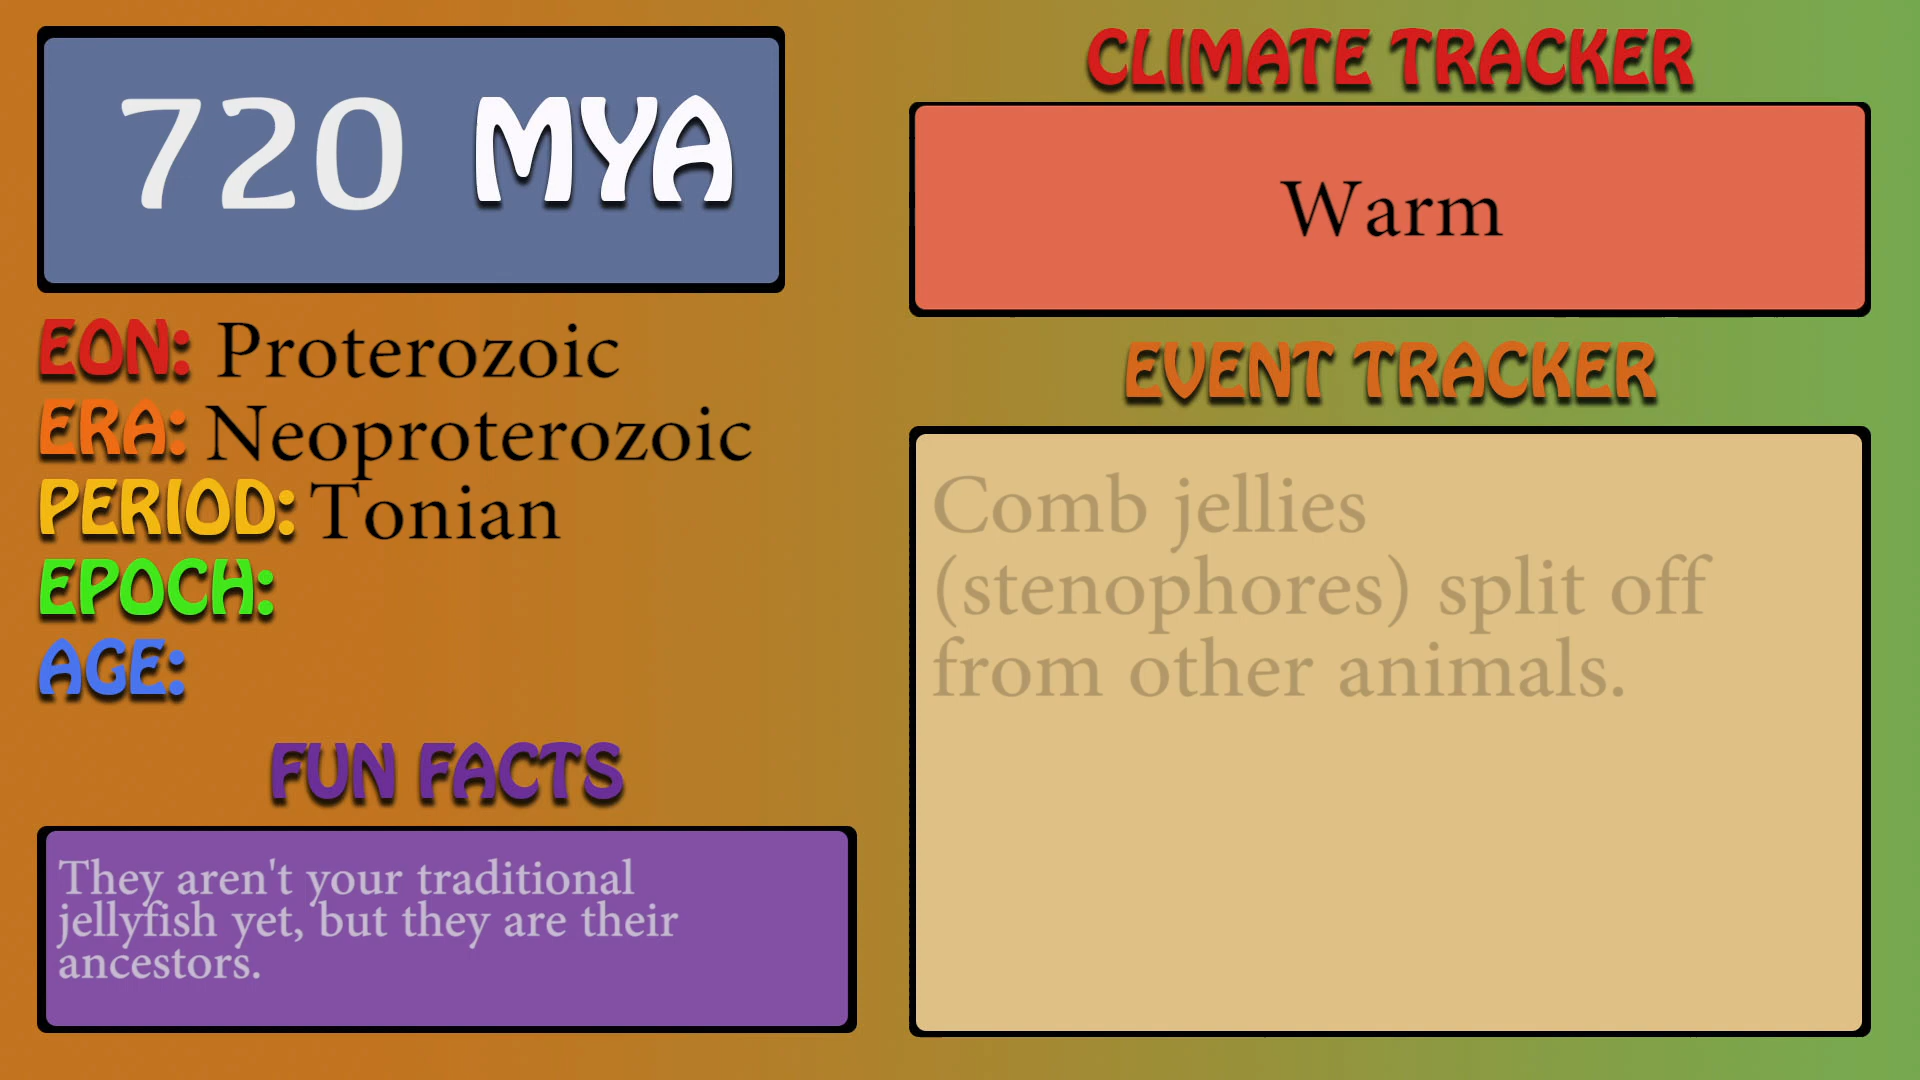 720 MYA
EON: Proterozoic
ERA: Neoproterozoic
PERIOD: Tonian
EPOCH:
AGE:
FUN FACTS
They aren't your traditional
jellyfish yet, but they are their
ancestors.
CLIMATE TRACKER
Warm
EVENT TRACKER
Comb jellies
(stenophores) split off
from other animals.